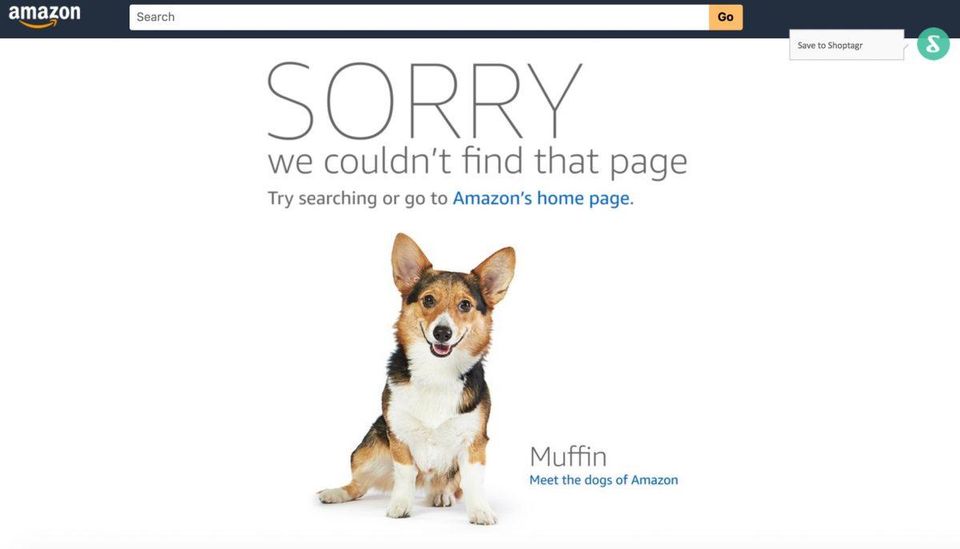 amazon
Search
Go
Save to Shoptagr
SORRY
we couldn't find that page
Try searching or go to Amazon's home page.
Muffin
Meet the dogs of Amazon